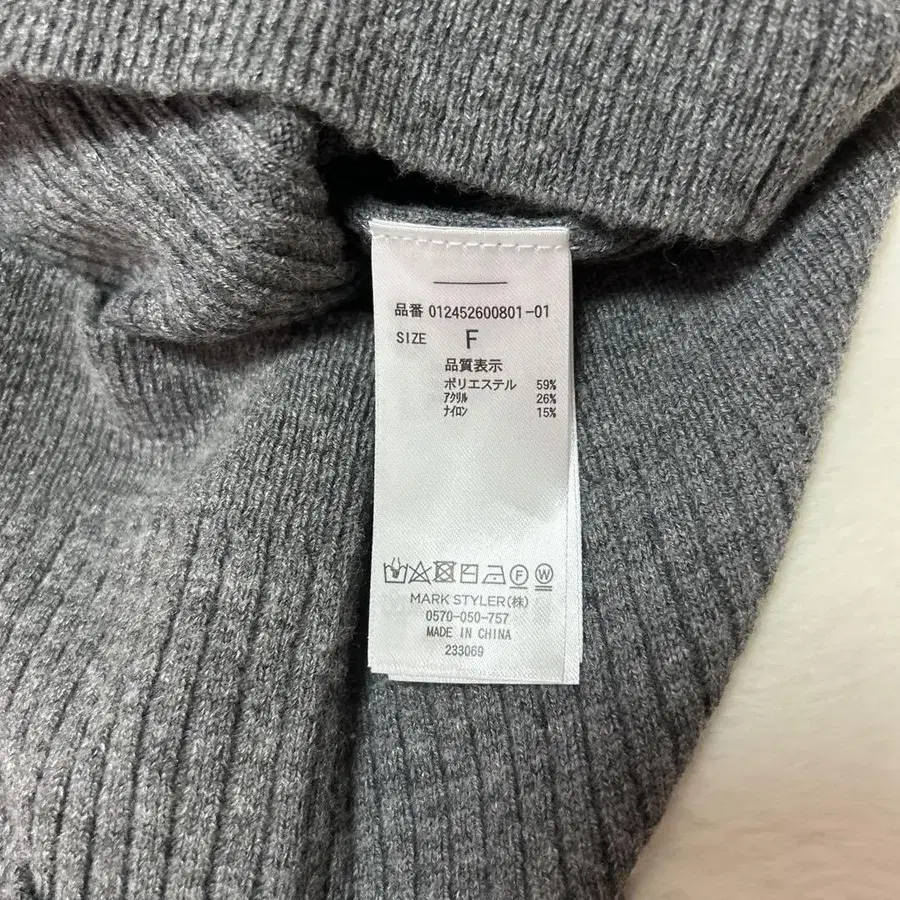 品番 012452600801-01
SIZE F
品質表示
ポリエステル 59%
ｱｸﾘﾙ 26%
ﾅｲﾛﾝ 15%
F W
MARK STYLER(株)
0570-050-757
MADE IN CHINA
233069